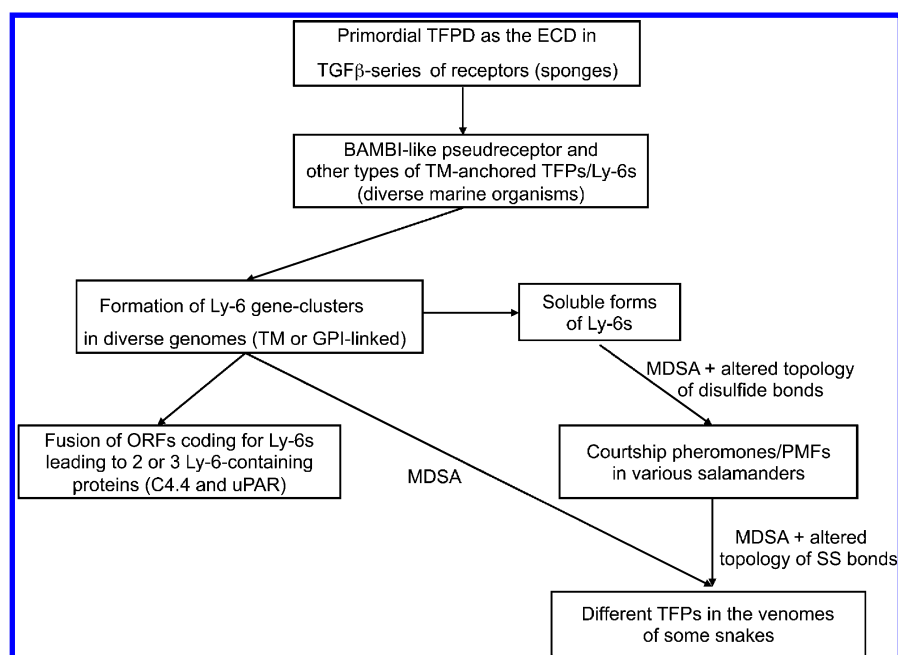 Primordial TFPD as the ECD in
TGFβ-series of receptors (sponges)
BAMBI-like pseudreceptor and
other types of TM-anchored TFPs/Ly-6s
(diverse marine organisms)
Formation of Ly-6 gene-clusters
in diverse genomes (TM or GPI-linked)
Soluble forms
of Ly-6s
MDSA + altered topology
of disulfide bonds
Fusion of ORFs coding for Ly-6s
leading to 2 or 3 Ly-6-containing
proteins (C4.4 and uPAR)
MDSA
Courtship pheromones/PMFs
in various salamanders
MDSA + altered
topology of SS bonds
Different TFPs in the venomes
of some snakes